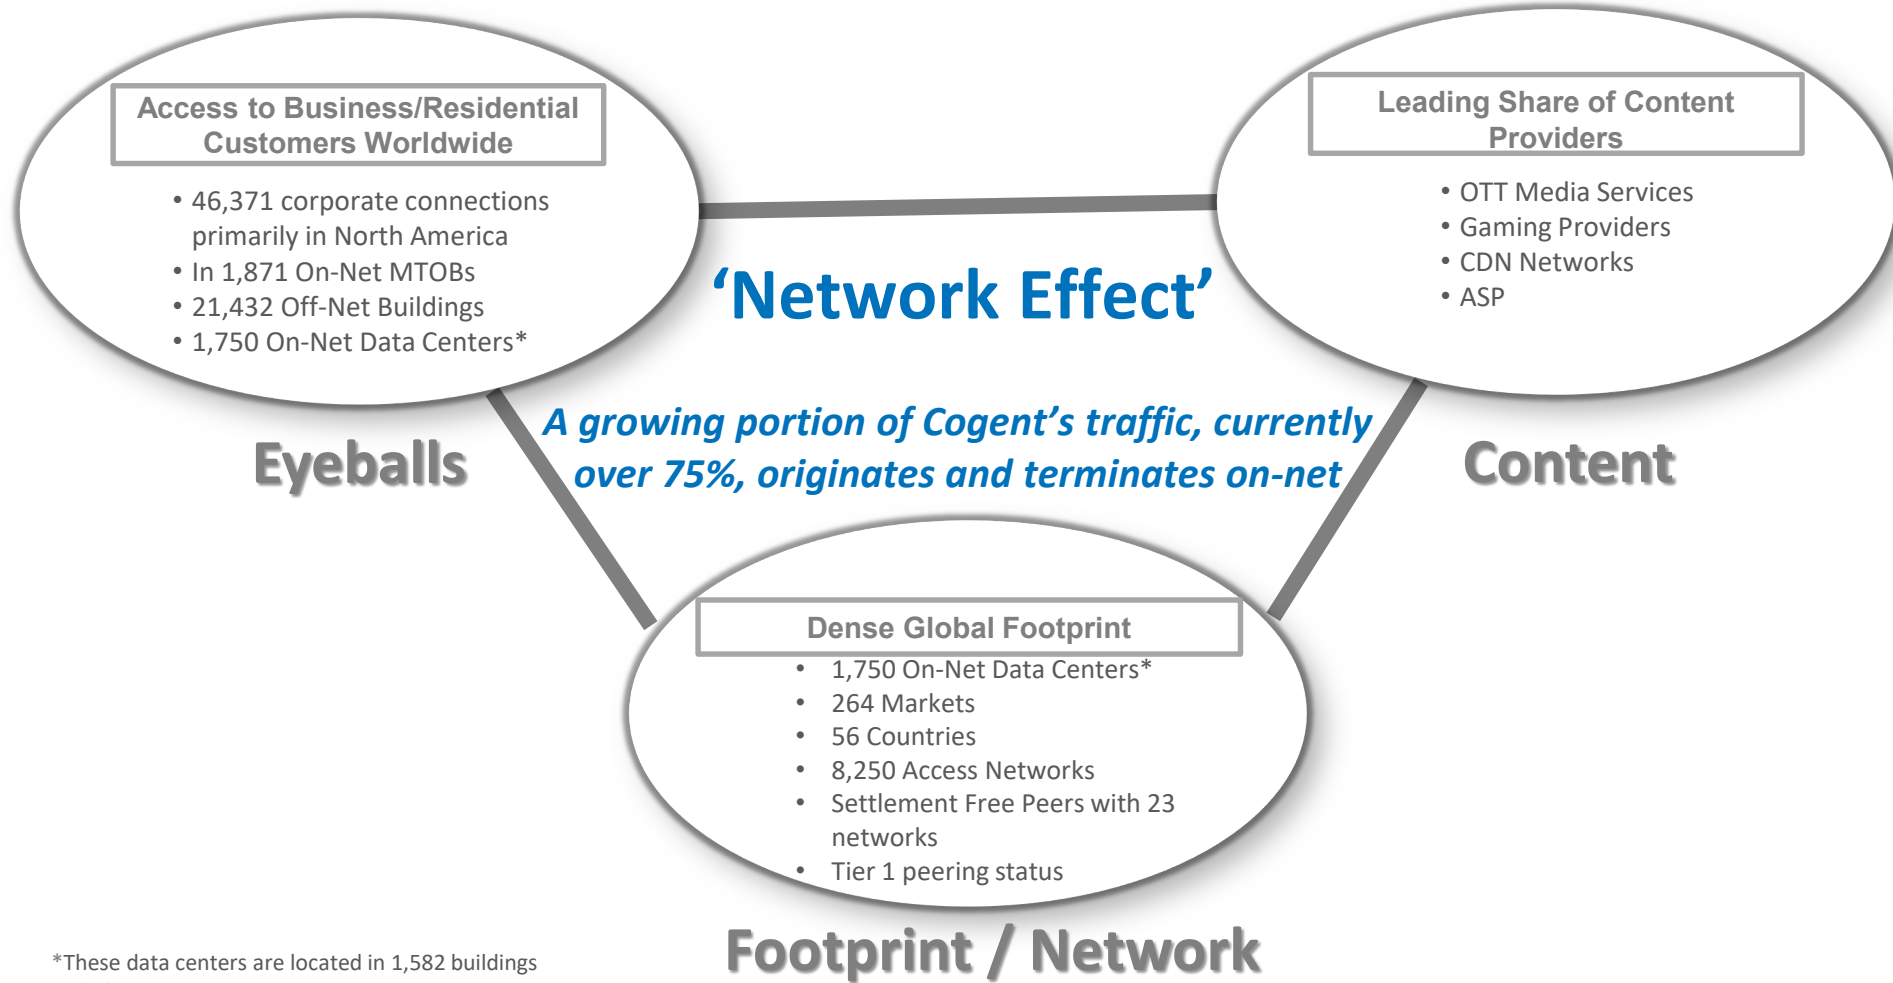 Access to Business/Residential
Customers Worldwide
• 46,371 corporate connections
primarily in North America
• In 1,871 On-Net MTOBs
• 21,432 Off-Net Buildings
• 1,750 On-Net Data Centers*
Eyeballs
Leading Share of Content
Providers
• OTT Media Services
• Gaming Providers
• CDN Networks
• ASP
Content
‘Network Effect’
A growing portion of Cogent’s traffic, currently
over 75%, originates and terminates on-net
Dense Global Footprint
• 1,750 On-Net Data Centers*
• 264 Markets
• 56 Countries
• 8,250 Access Networks
• Settlement Free Peers with 23
networks
• Tier 1 peering status
Footprint / Network
*These data centers are located in 1,582 buildings